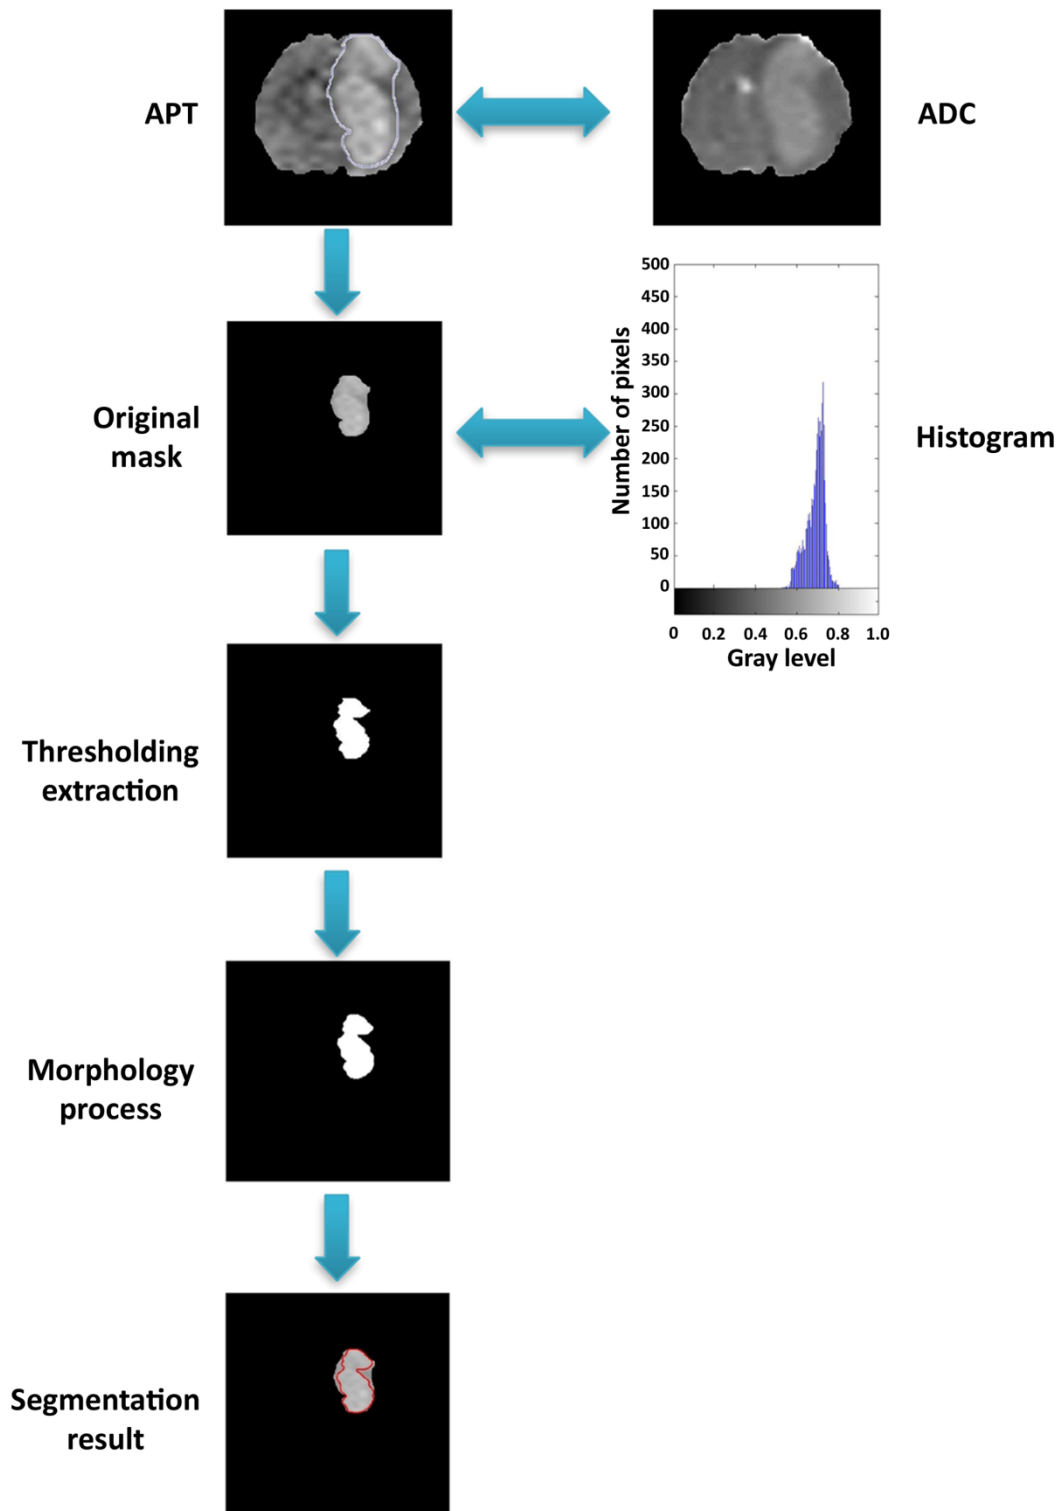 APT
ADC
Original
mask
Number of pixels
500
450
400
350
300
250
200
150
100
50
0
0 0.2 0.4 0.6 0.8 1.0
Gray level
Histogram
Thresholding
extraction
Morphology
process
Segmentation
result